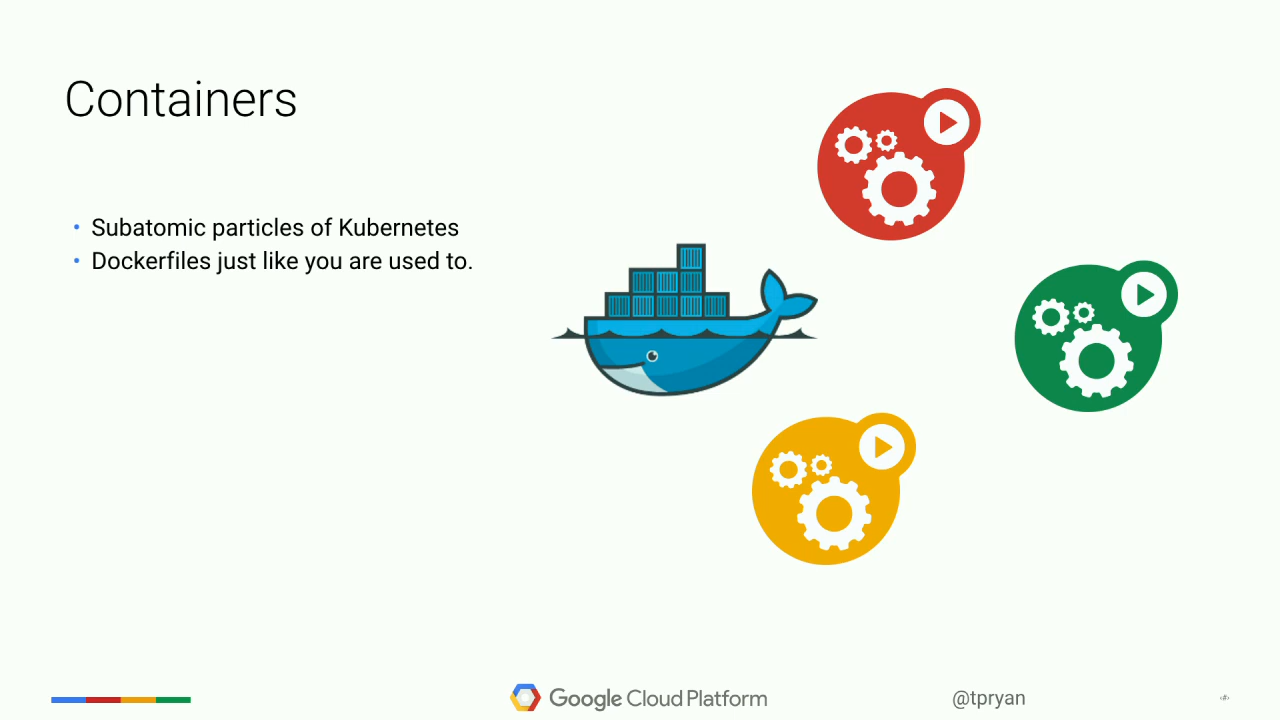 Containers
• Subatomic particles of Kubernetes
• Dockerfiles just like you are used to.
Google Cloud Platform
@tpryan